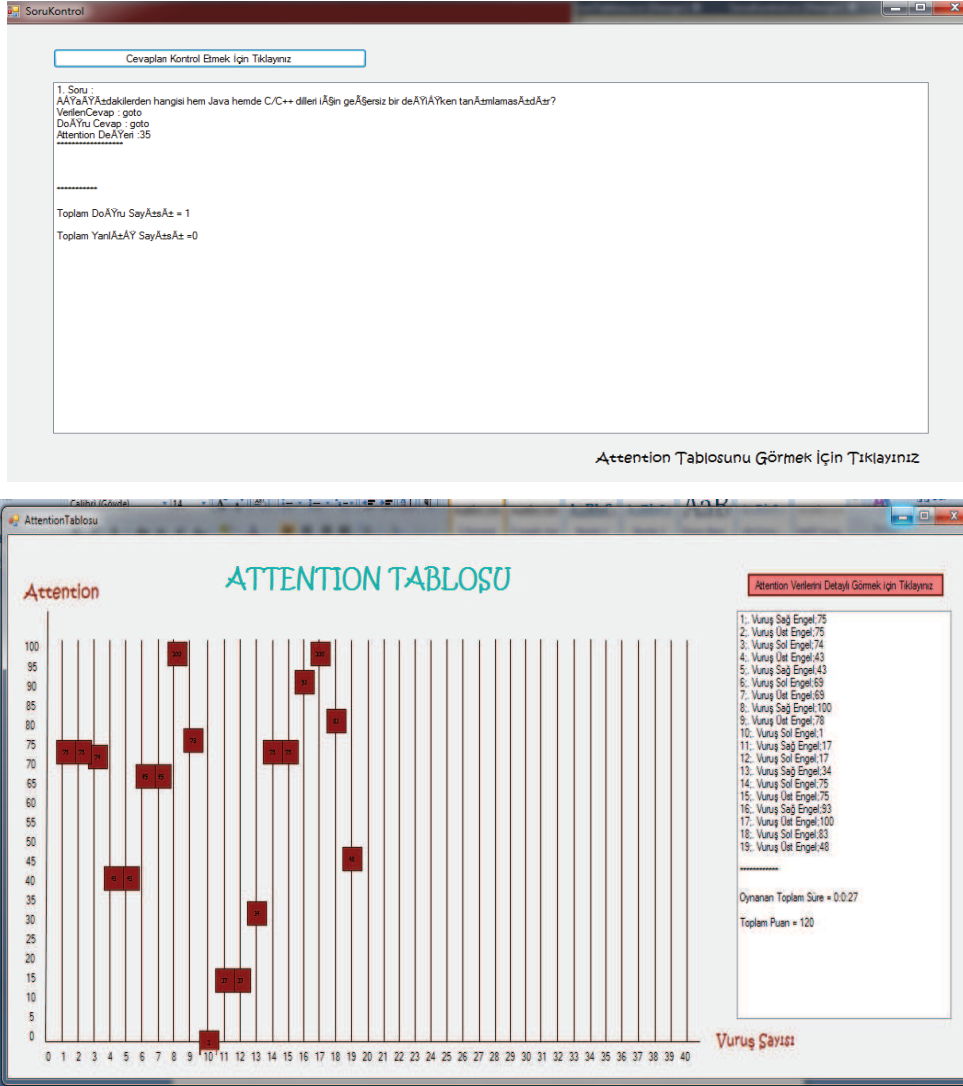 SoruKontrol
Cevapları Kontrol Etmek İçin Tıklayınız
1. Soru :
AÅŸaÄŸÄ±dakilerden hangisi hem Java hemde C/C++ dilleri iÃ§in geÃ§ersiz bir deÄŸiÅŸken tanÄ±mlamasÄ±dÄ±r?
VerilenCevap : goto
DoÄŸru Cevap : goto
Attention DeÄŸeri :35
******************
***********
Toplam DoÄŸru SayÄ±sÄ± = 1
Toplam YanlÄ±ÅŸ SayÄ±sÄ± =0
Attention Tablosunu Görmek İçin Tıklayınız
Calibri (Gövde) 14
AttentionTablosu
ATTENTION TABLOSU
Attention Verilerini Detaylı Görmek için Tıklayınız
Attention
100
95
90
85
80
75
70
65
60
55
50
45
40
35
30
25
20
15
10
5
0
0 1 2 3 4 5 6 7 8 9 10 11 12 13 14 15 16 17 18 19 20 21 22 23 24 25 26 27 28 29 30 31 32 33 34 35 36 37 38 39 40
Vuruş Sayısı
1;. Vuruş Sağ Engel;75
2;. Vuruş Üst Engel;75
3;. Vuruş Sol Engel;74
4;. Vuruş Üst Engel;43
5;. Vuruş Sağ Engel;43
6;. Vuruş Sol Engel;69
7;. Vuruş Üst Engel;69
8;. Vuruş Sağ Engel;100
9;. Vuruş Üst Engel;78
10;. Vuruş Sol Engel;1
11;. Vuruş Sağ Engel;17
12;. Vuruş Sol Engel;17
13;. Vuruş Sağ Engel;34
14;. Vuruş Sol Engel;75
15;. Vuruş Üst Engel;75
16;. Vuruş Sağ Engel;93
17;. Vuruş Üst Engel;100
18;. Vuruş Sol Engel;83
19;. Vuruş Üst Engel;48
************
Oynanan Toplam Süre = 0:0:27
Toplam Puan = 120